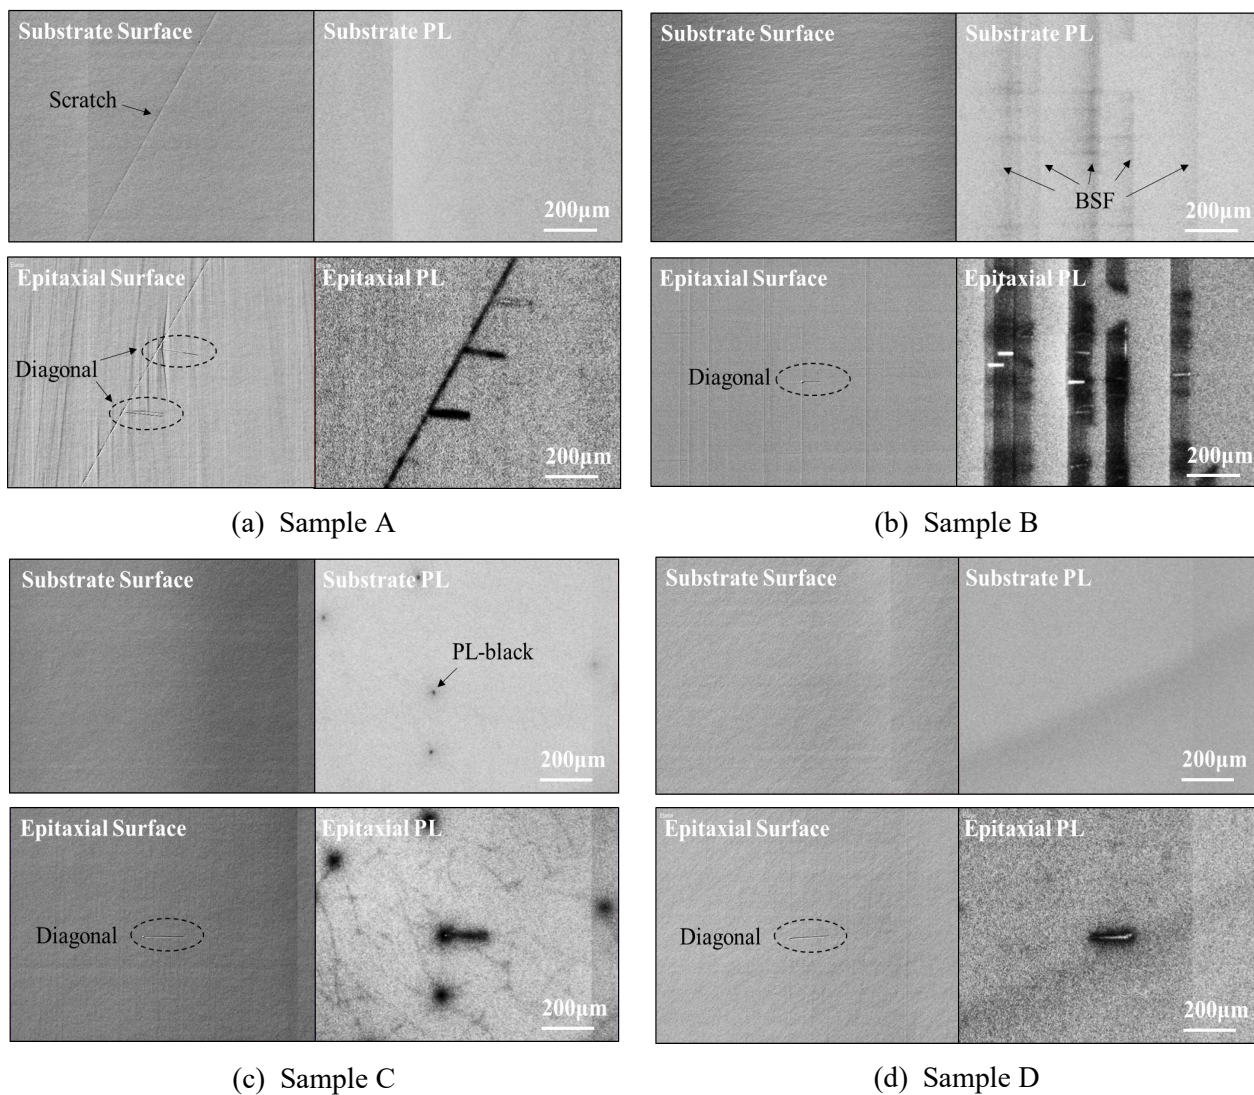 Substrate Surface
Substrate PL
Scratch
200µm
Epitaxial Surface
Epitaxial PL
Diagonal
200µm
(a) Sample A
Substrate Surface
Substrate PL
BSF
200µm
Epitaxial Surface
Epitaxial PL
Diagonal
200µm
(b) Sample B
Substrate Surface
Substrate PL
PL-black
200µm
Epitaxial Surface
Epitaxial PL
Diagonal
200µm
(c) Sample C
Substrate Surface
Substrate PL
200µm
Epitaxial Surface
Epitaxial PL
Diagonal
200µm
(d) Sample D